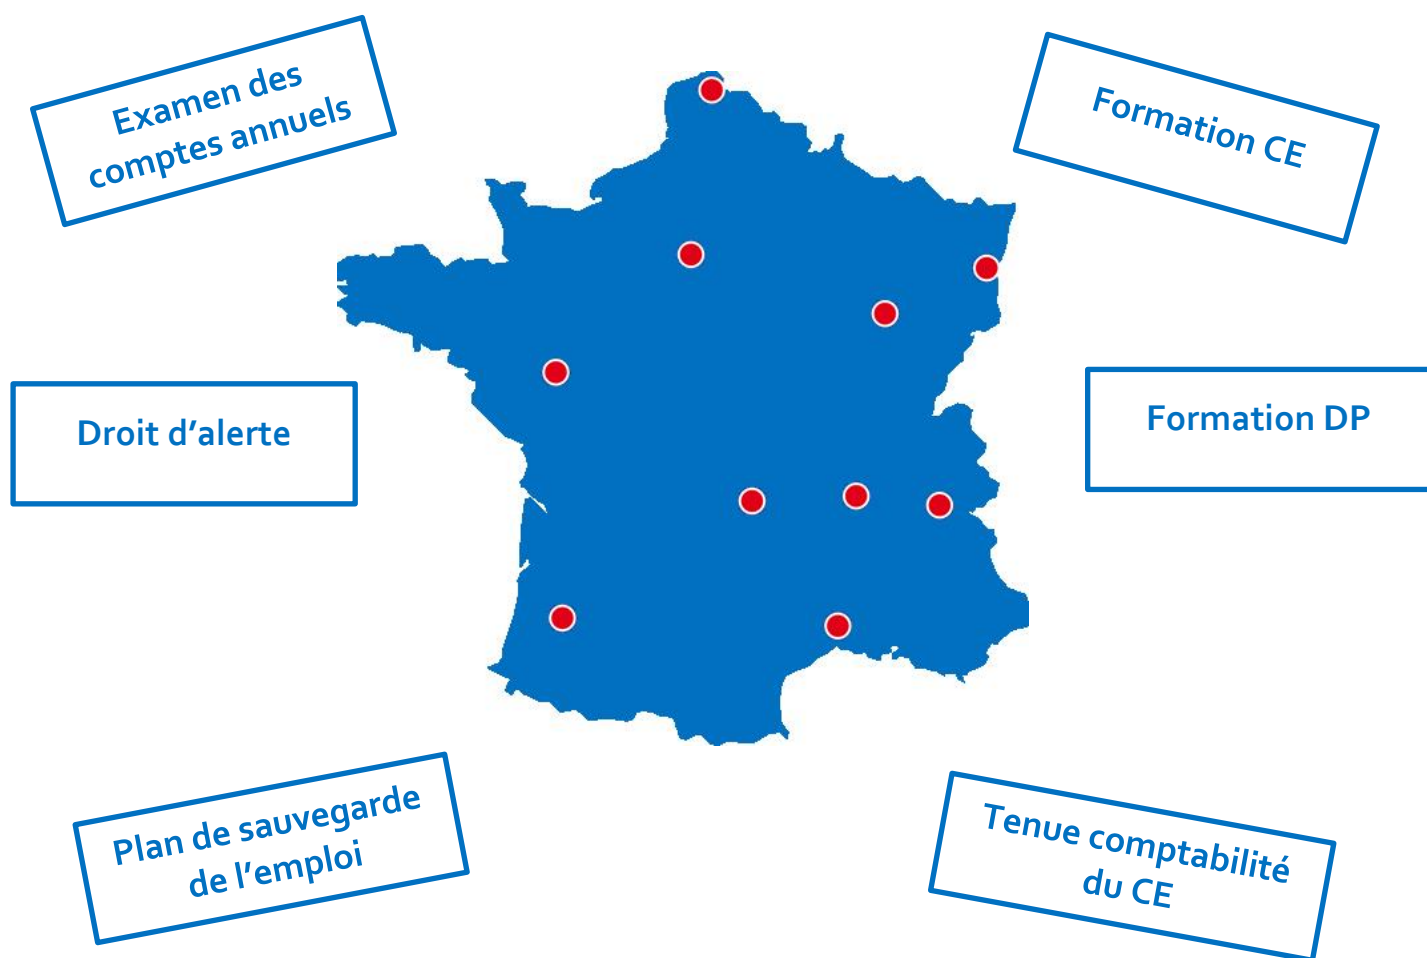 Examen des
comptes annuels
Formation CE
Droit d’alerte
Formation DP
Plan de sauvegarde
de l’emploi
Tenue comptabilité
du CE